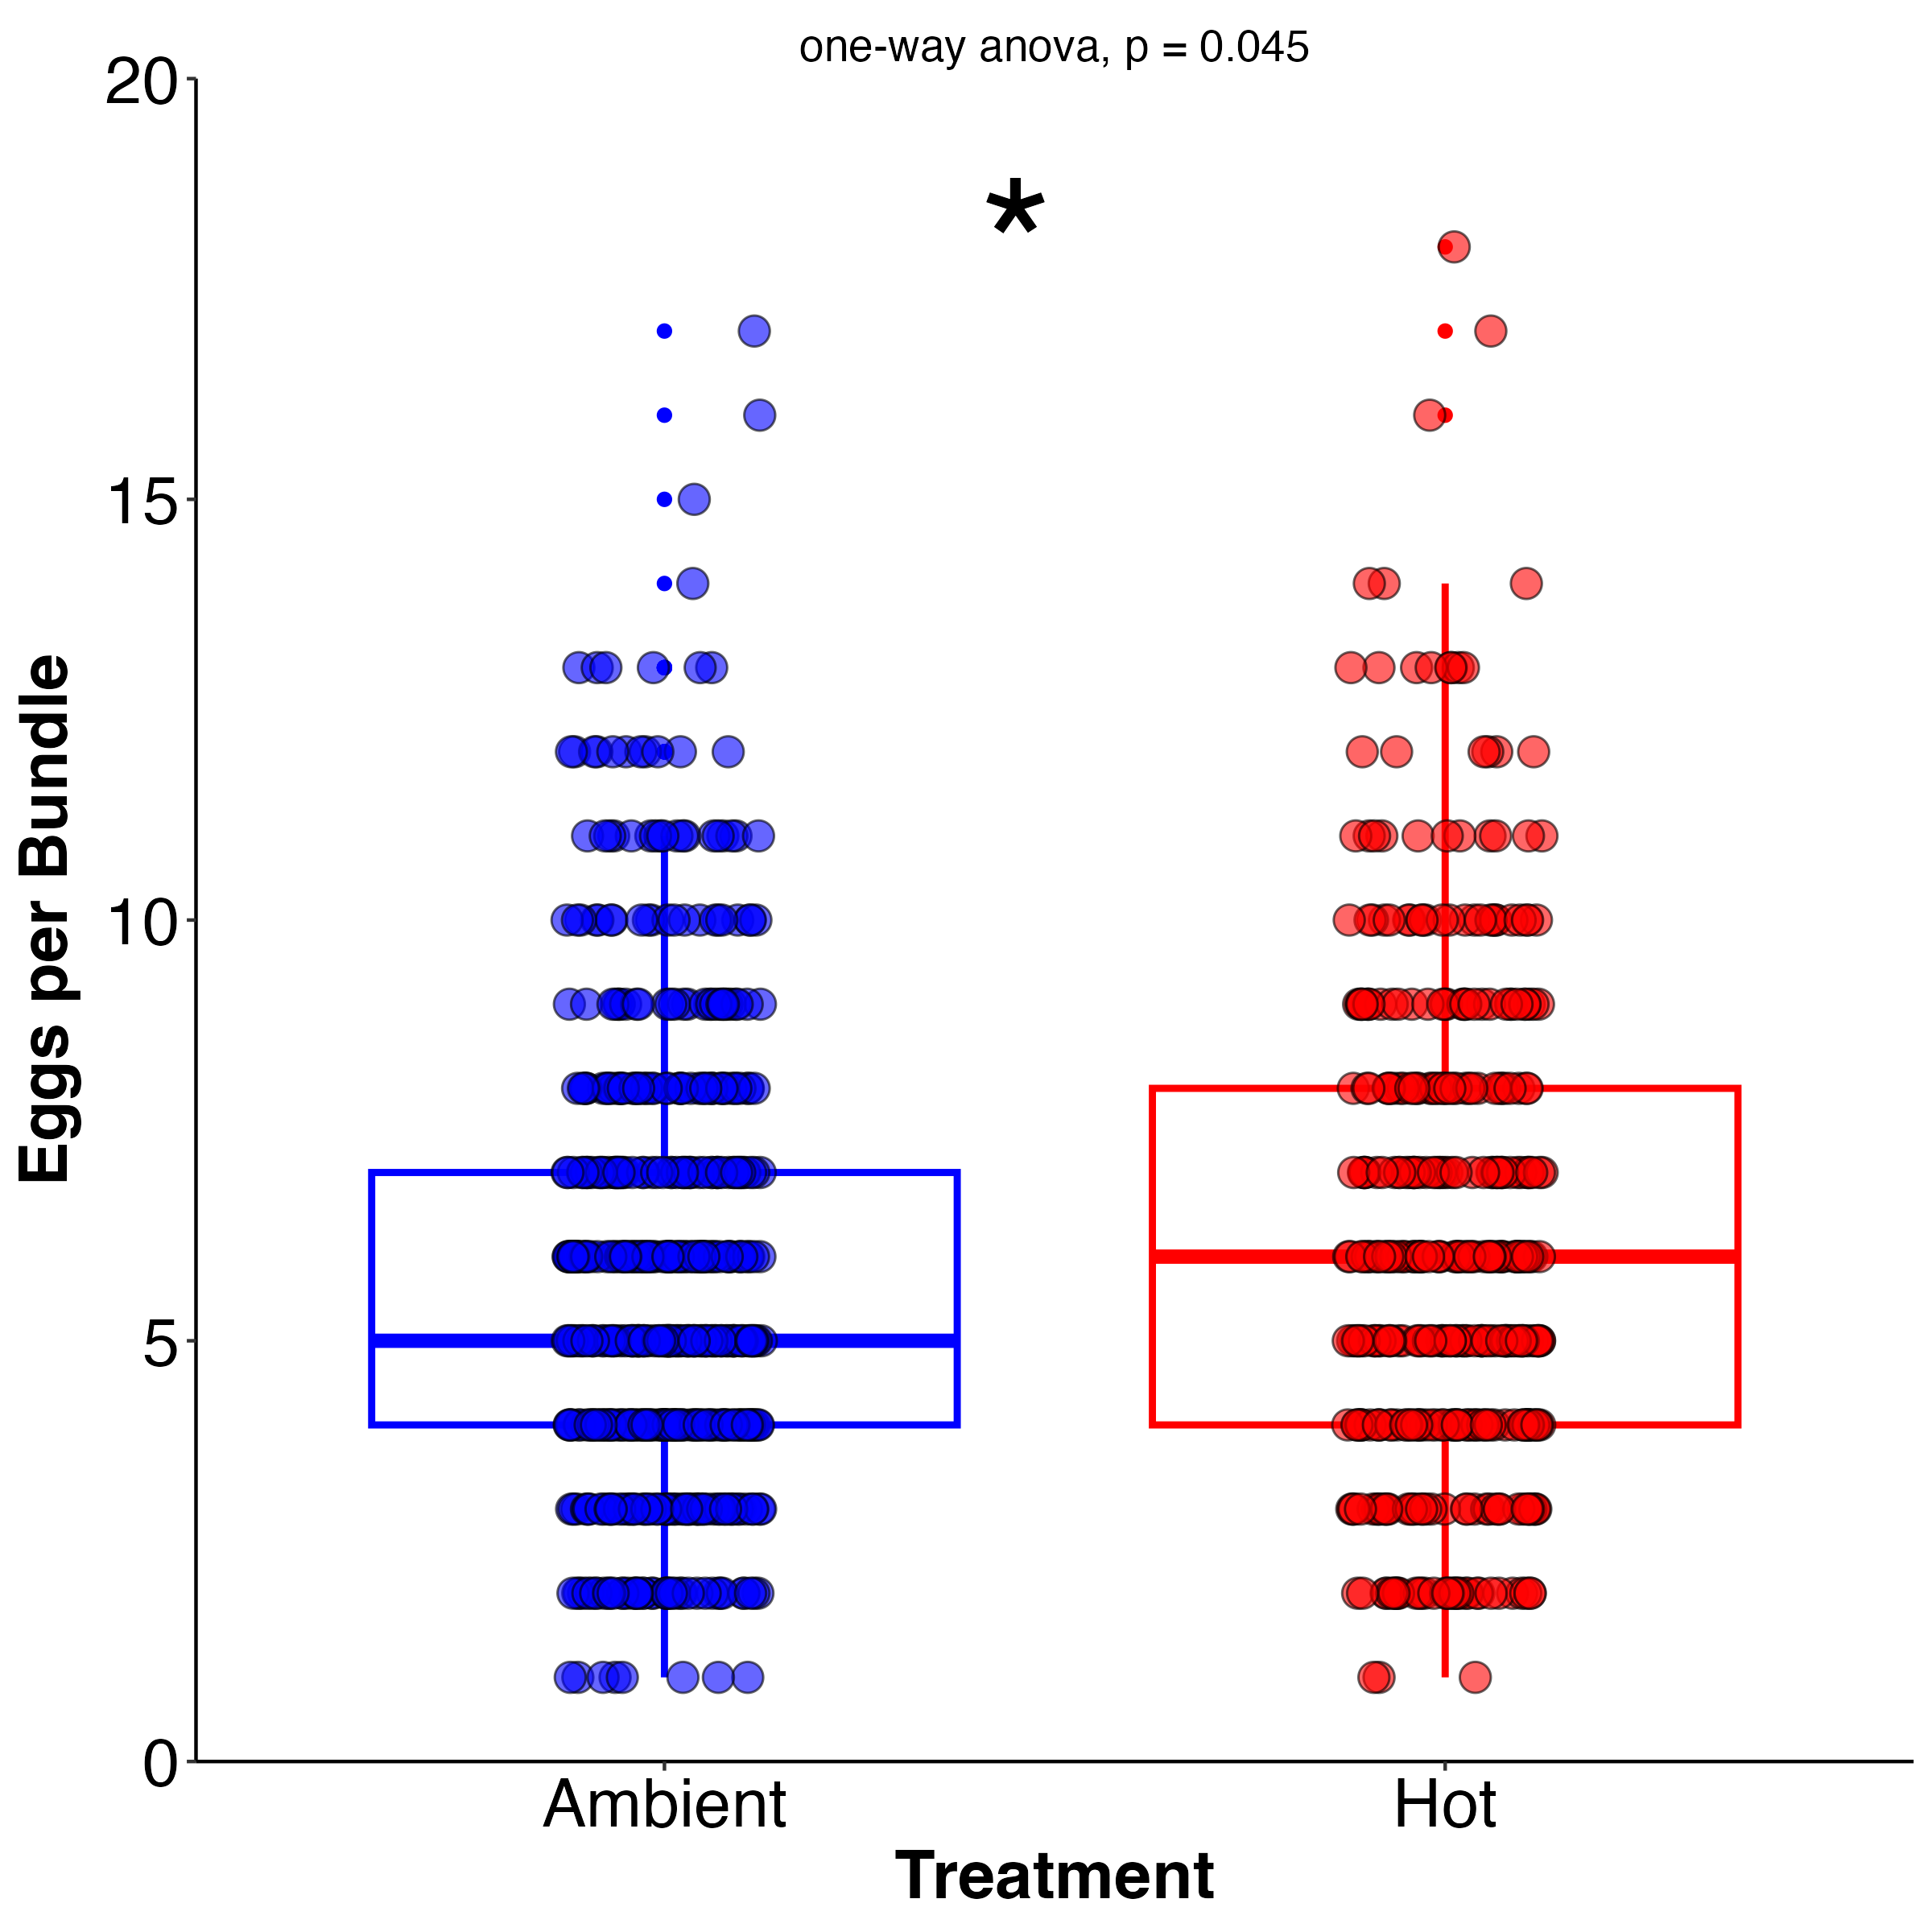 one-way anova, p = 0.045
*
20
15
10
5
0
Eggs per Bundle
Ambient Hot
Treatment